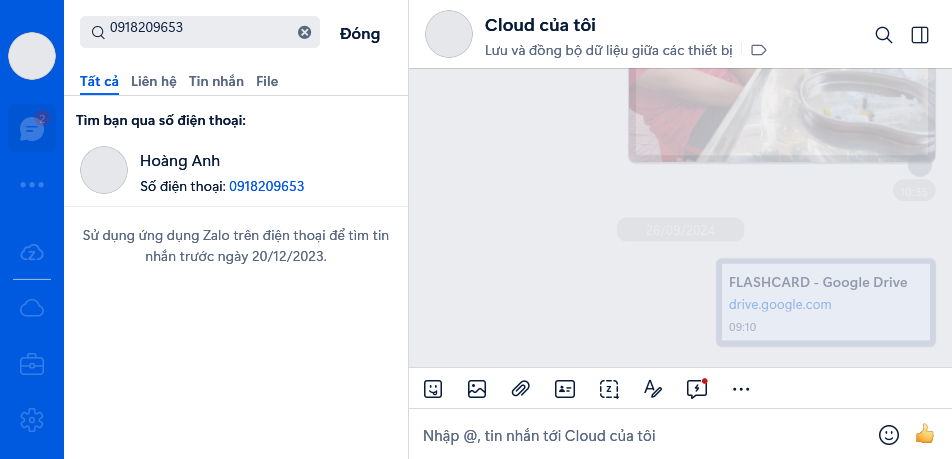 0918209653
Đóng
Tất cả Liên hệ Tin nhắn File
Tìm bạn qua số điện thoại:
Hoàng Anh
Số điện thoại: 0918209653
Sử dụng ứng dụng Zalo trên điện thoại để tìm tin
nhắn trước ngày 20/12/2023.
2
Z
Cloud của tôi
Lưu và đồng bộ dữ liệu giữa các thiết bị
10:35
26/09/2024
FLASHCARD - Google Drive
drive.google.com
09:10
Z
Nhập @, tin nhắn tới Cloud của tôi